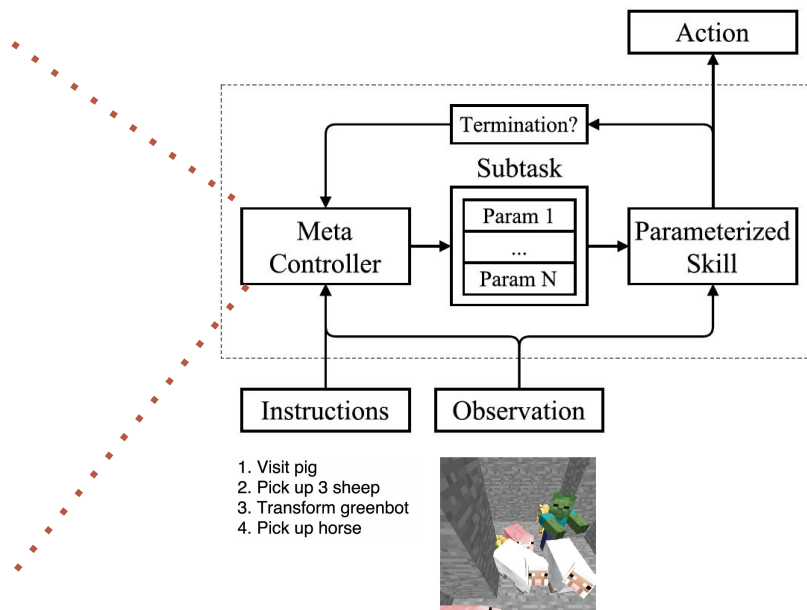 Action
Termination?
Subtask
Meta
Controller
Param 1
...
Param N
Parameterized
Skill
Instructions
Observation
1. Visit pig
2. Pick up 3 sheep
3. Transform greenbot
4. Pick up horse